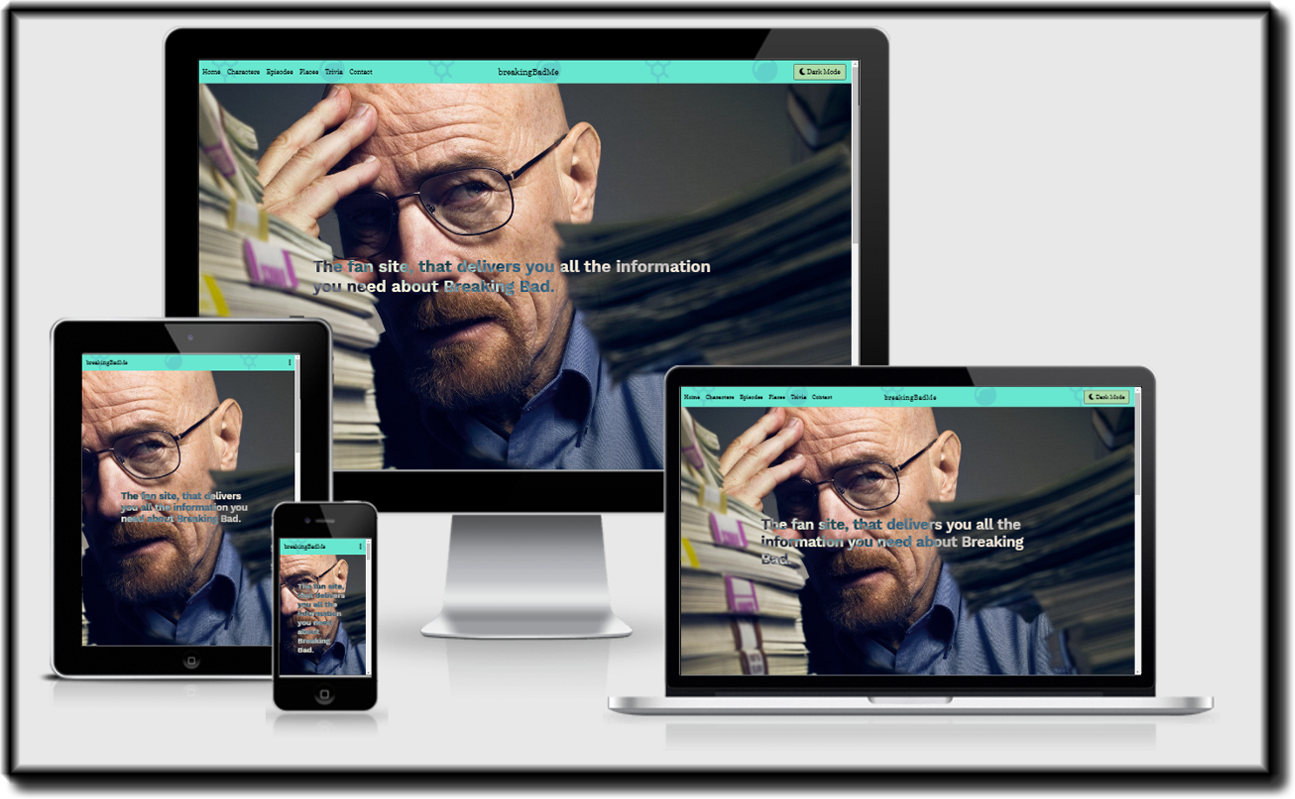 Home Characters Episodes Places Trivia Contact
breakingBadMe
Dark Mode
The fan site, that delivers you all the information
you need about Breaking Bad.
breakingBadMe
The fan site, that delivers
you all the information you
need about Breaking Bad.
breakingBadMe
The fan site,
that delivers
you all the
information
you need
about
Breaking
Bad.
Home Characters Episodes Places Trivia Contact
breakingBadMe
Dark Mode
The fan site, that delivers you all the
information you need about Breaking
Bad.